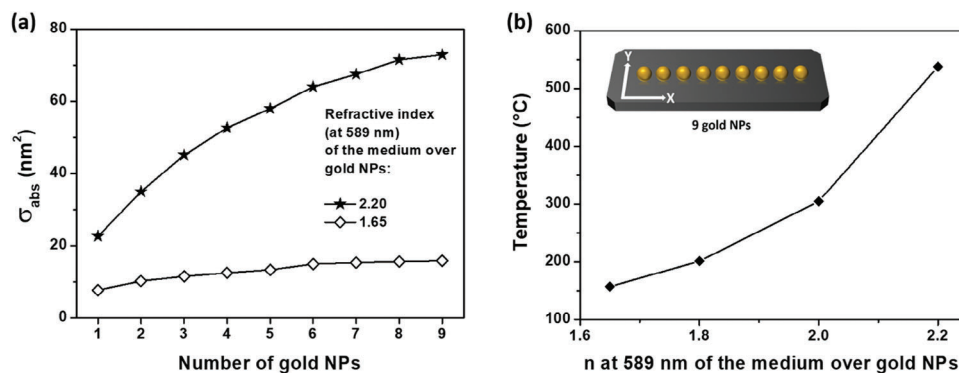 (a)
80
60
40
20
0
σabs (nm²)
Refractive index
(at 589 nm)
of the medium over
gold NPs:
2.20
1.65
1 2 3 4 5 6 7 8 9
Number of gold NPs
(b)
600
500
400
300
200
100
Temperature (°C)
Y
X
9 gold NPs
1.6 1.8 2.0 2.2
n at 589 nm of the medium over gold NPs